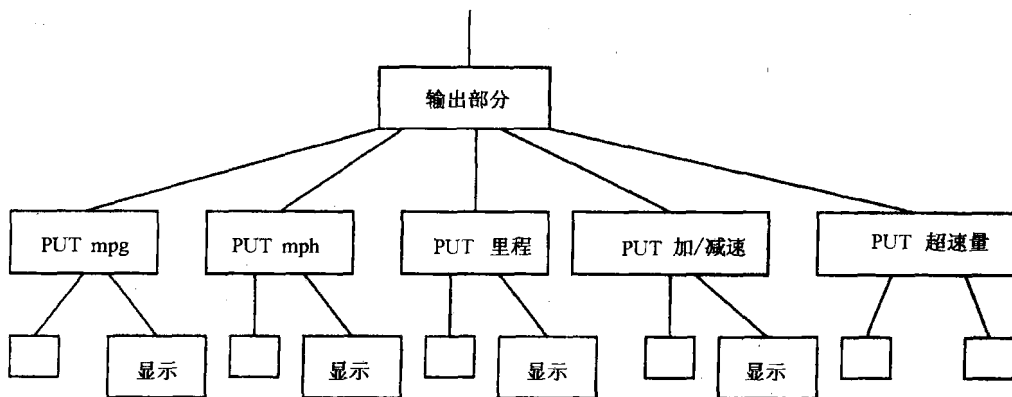 输出部分
PUT mpg
PUT mph
PUT 里程
PUT 加/减速
PUT 超速量
显示
显示
显示
显示